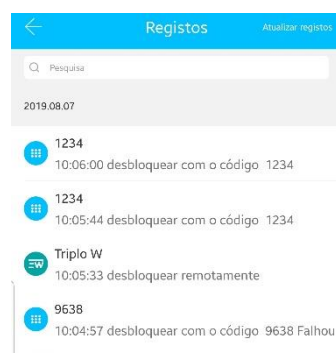 Registos
Atualizar registos
Pesquisa
2019.08.07
1234
10:06:00 desbloquear com o código 1234
1234
10:05:44 desbloquear com o código 1234
Triplo W
10:05:33 desbloquear remotamente
9638
10:04:57 desbloquear com o código 9638 Falhou